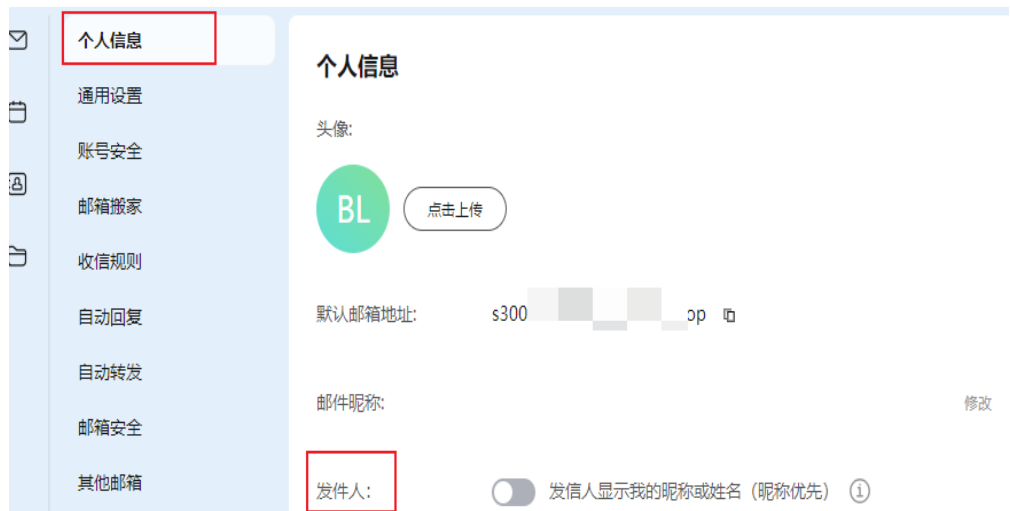 个人信息
通用设置
账号安全
邮箱搬家
收信规则
自动回复
自动转发
邮箱安全
其他邮箱
个人信息
头像:
BL
点击上传
默认邮箱地址: s300 op
邮件昵称: 修改
发件人: 发信人显示我的昵称或姓名（昵称优先）